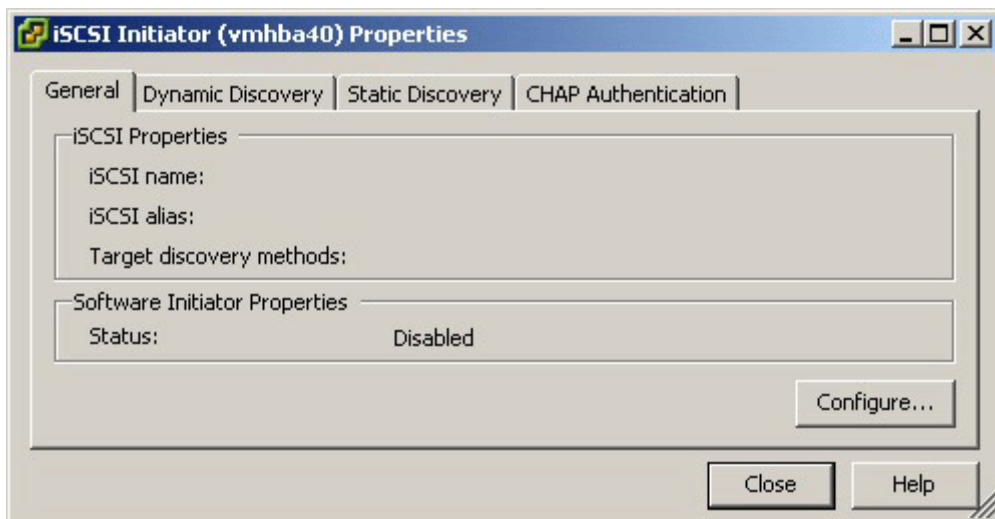 iSCSI Initiator (vmhba40) Properties
General Dynamic Discovery Static Discovery CHAP Authentication
iSCSI Properties
iSCSI name:
iSCSI alias:
Target discovery methods:
Software Initiator Properties
Status: Disabled
Configure...
Close Help